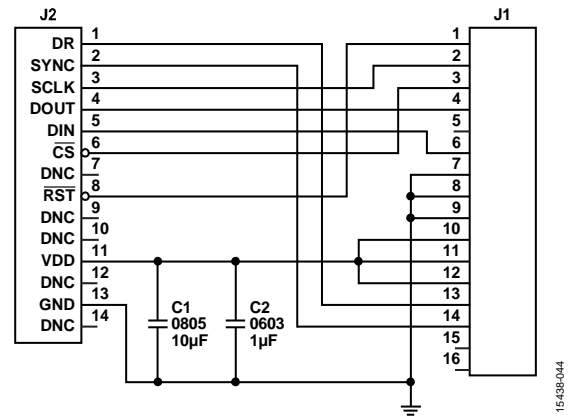 J2
J1
DR 1
SYNC 2
SCLK 3
DOUT 4
DIN 5
CS 6
DNC 7
RST 8
DNC 9
DNC 10
VDD 11
DNC 12
GND 13
DNC 14
1
2
3
4
5
6
7
8
9
10
11
12
13
14
15
16
C1
0805
10µF
C2
0603
1µF
15438-044